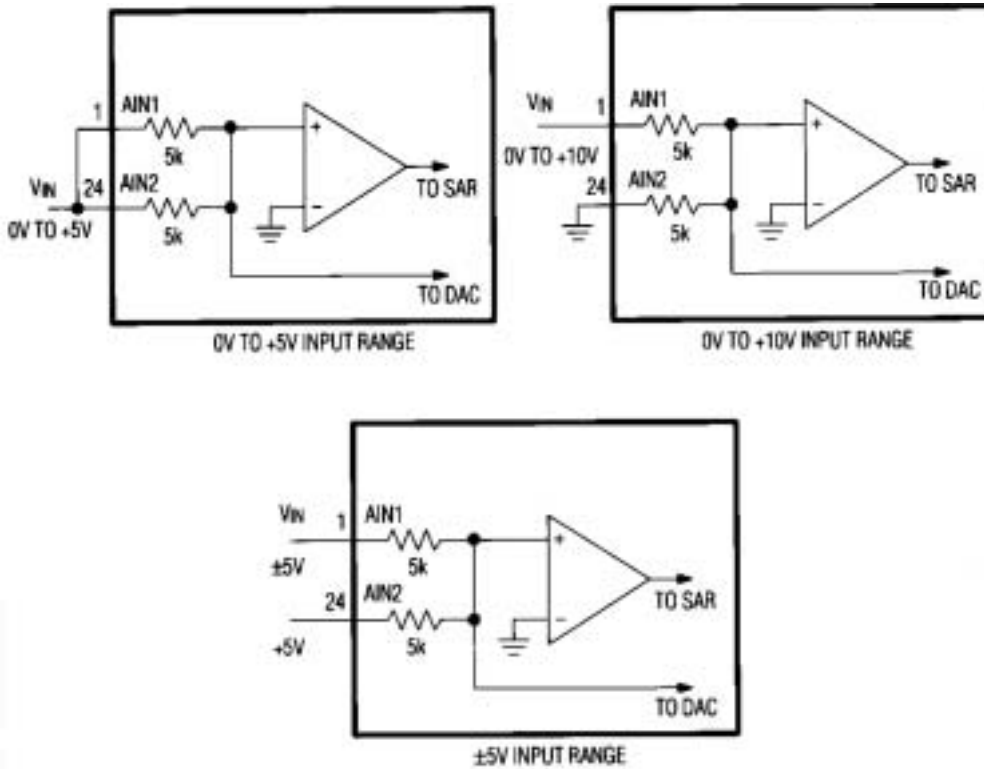 1
AIN1
5k
+
VIN
24
AIN2
5k
−
TO SAR
0V TO +5V
TO DAC
0V TO +5V INPUT RANGE
VIN
1
AIN1
5k
+
0V TO +10V
24
AIN2
5k
−
TO SAR
TO DAC
0V TO +10V INPUT RANGE
VIN
1
AIN1
±5V
5k
+
24
AIN2
+5V
5k
−
TO SAR
TO DAC
±5V INPUT RANGE